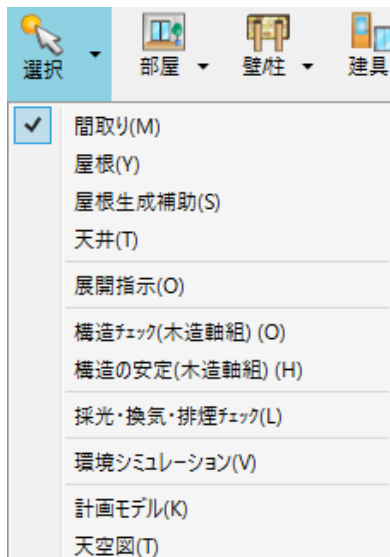 選択 部屋 壁/柱 建具
間取り(M)
屋根(Y)
屋根生成補助(S)
天井(T)
展開指示(O)
構造ﾁｪｯｸ(木造軸組) (O)
構造の安定(木造軸組) (H)
採光・換気・排煙ﾁｪｯｸ(L)
環境シミュレーション(V)
計画モデル(K)
天空図(T)